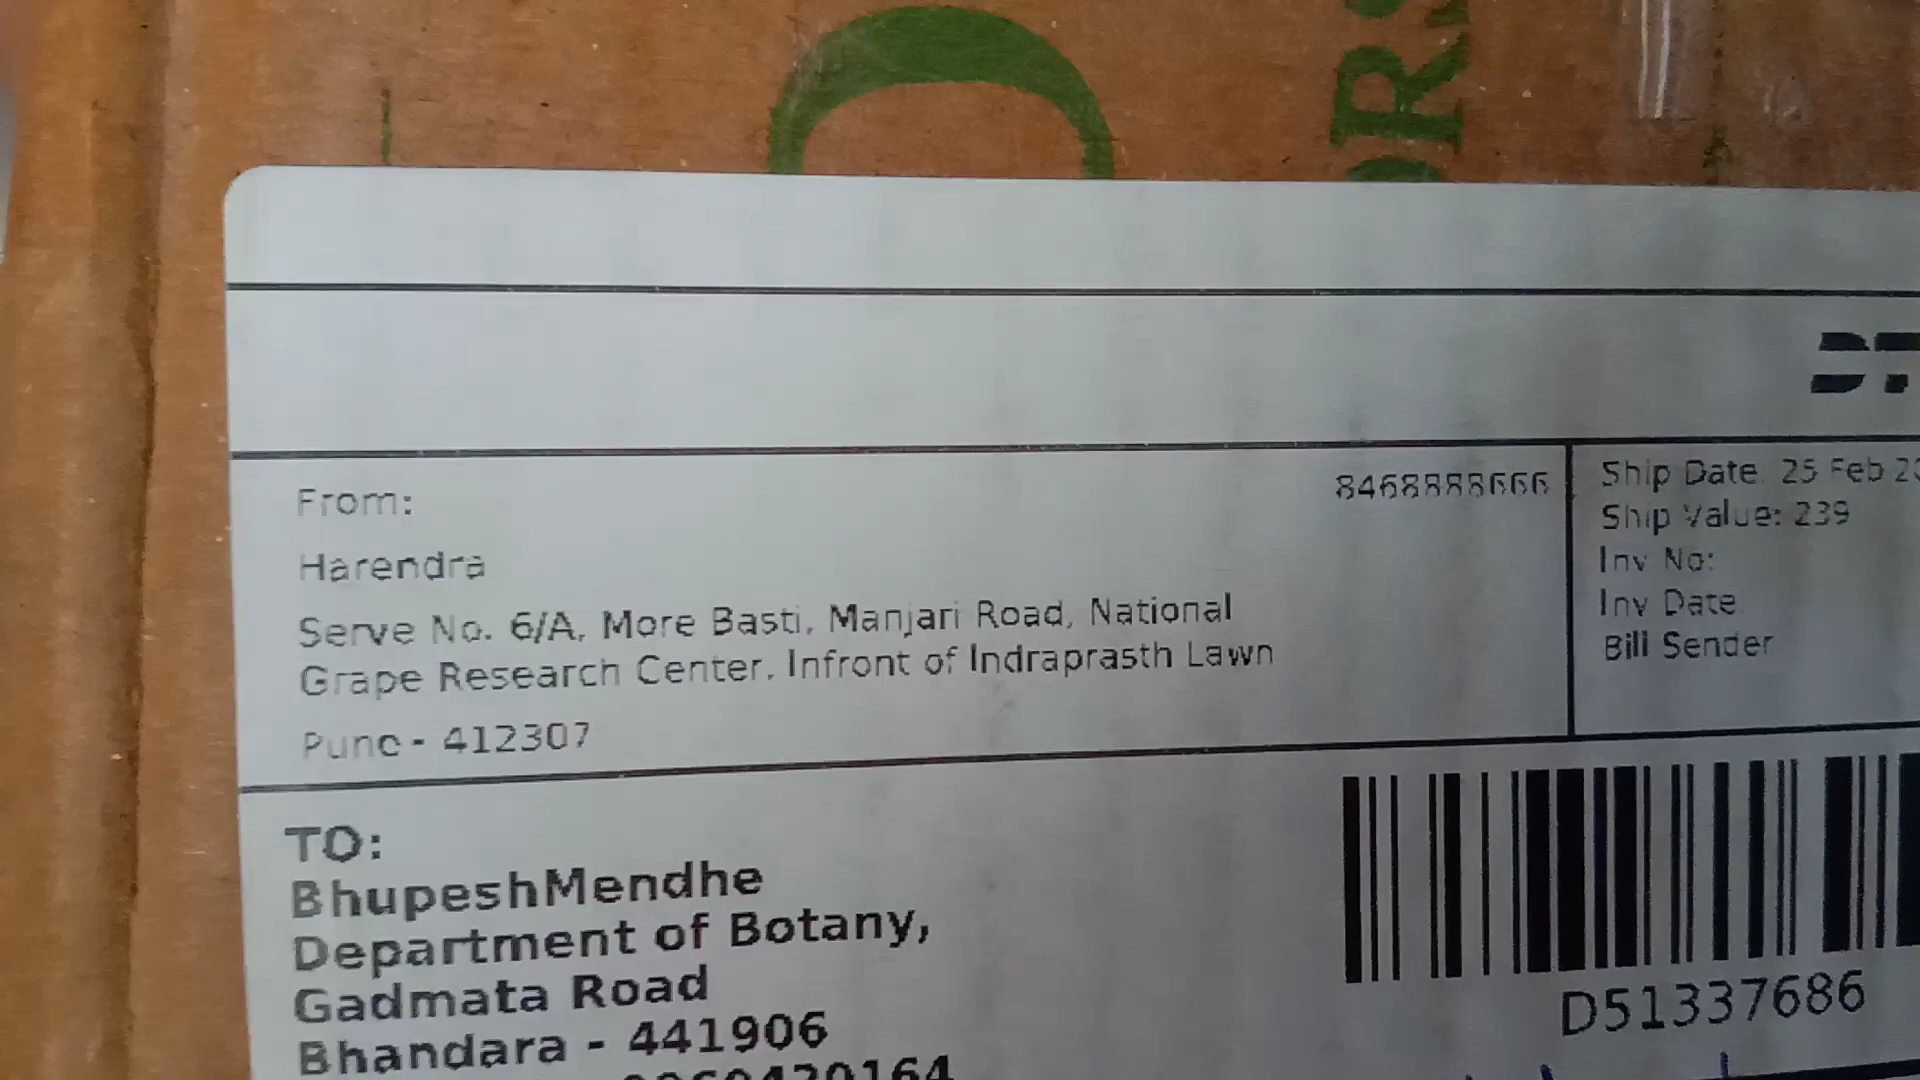 From:
8468888666
Harendra
Serve No. 6/A, More Basti, Manjari Road, National
Grape Research Center, Infront of Indraprasth Lawn
Pune - 412307
Ship Date 25 Feb
Ship Value: 239
Inv No:
Inv Date
Bill Sender
TO:
BhupeshMendhe
Department of Botany,
Gadmata Road
Bhandara - 441906
D51337686